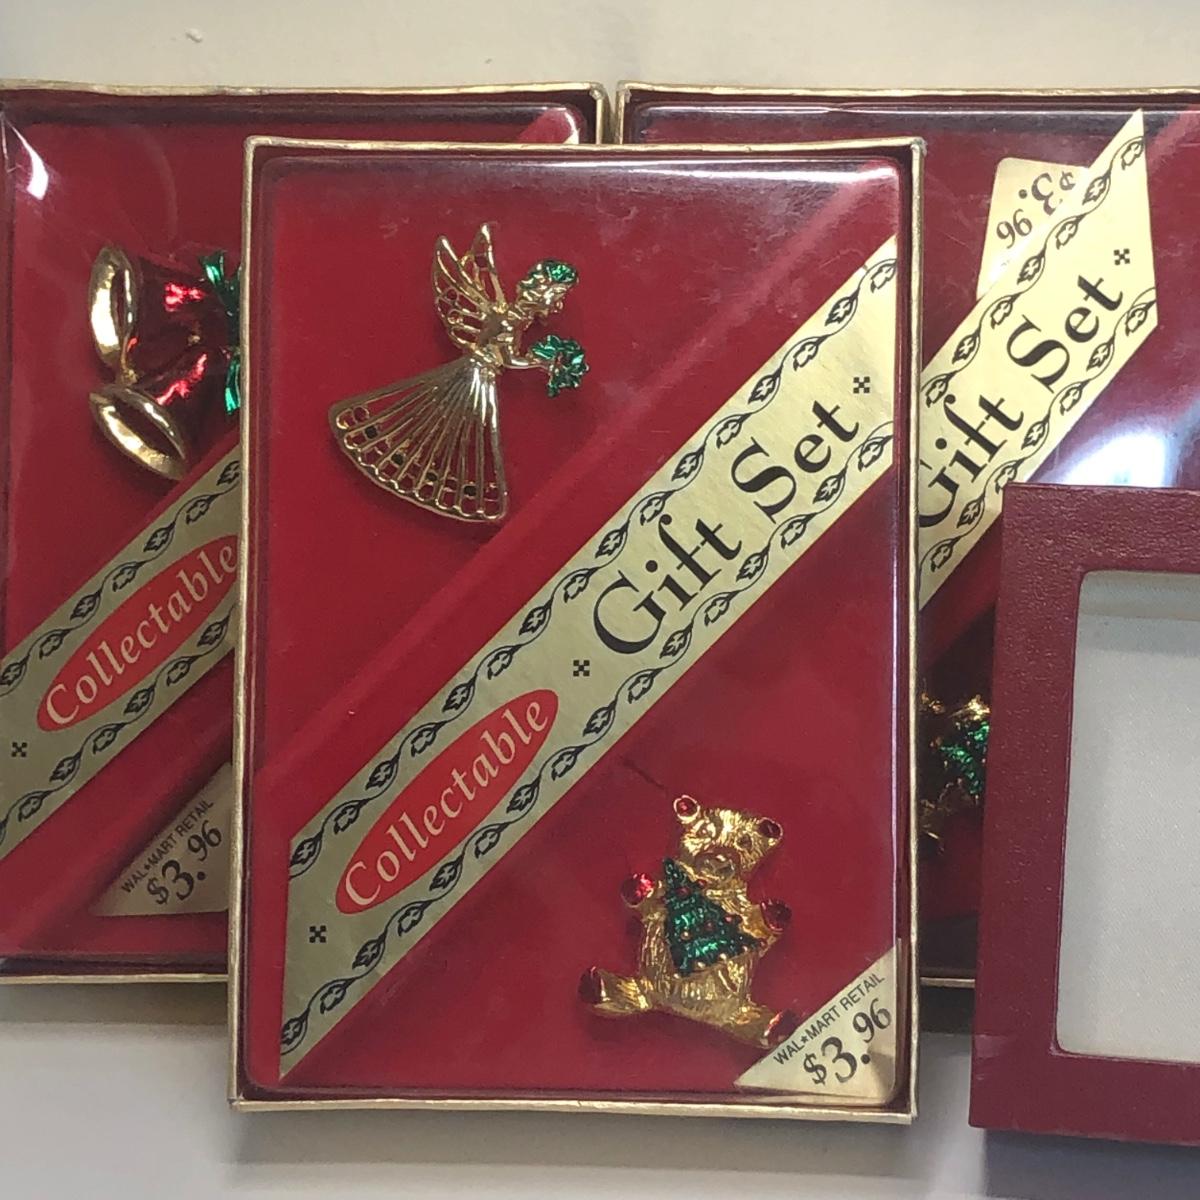 Collectable
WAL★MART RETAIL
$3.96
Collectable Gift Set
WAL★MART RETAIL
$3.96
$3.96
Gift Set